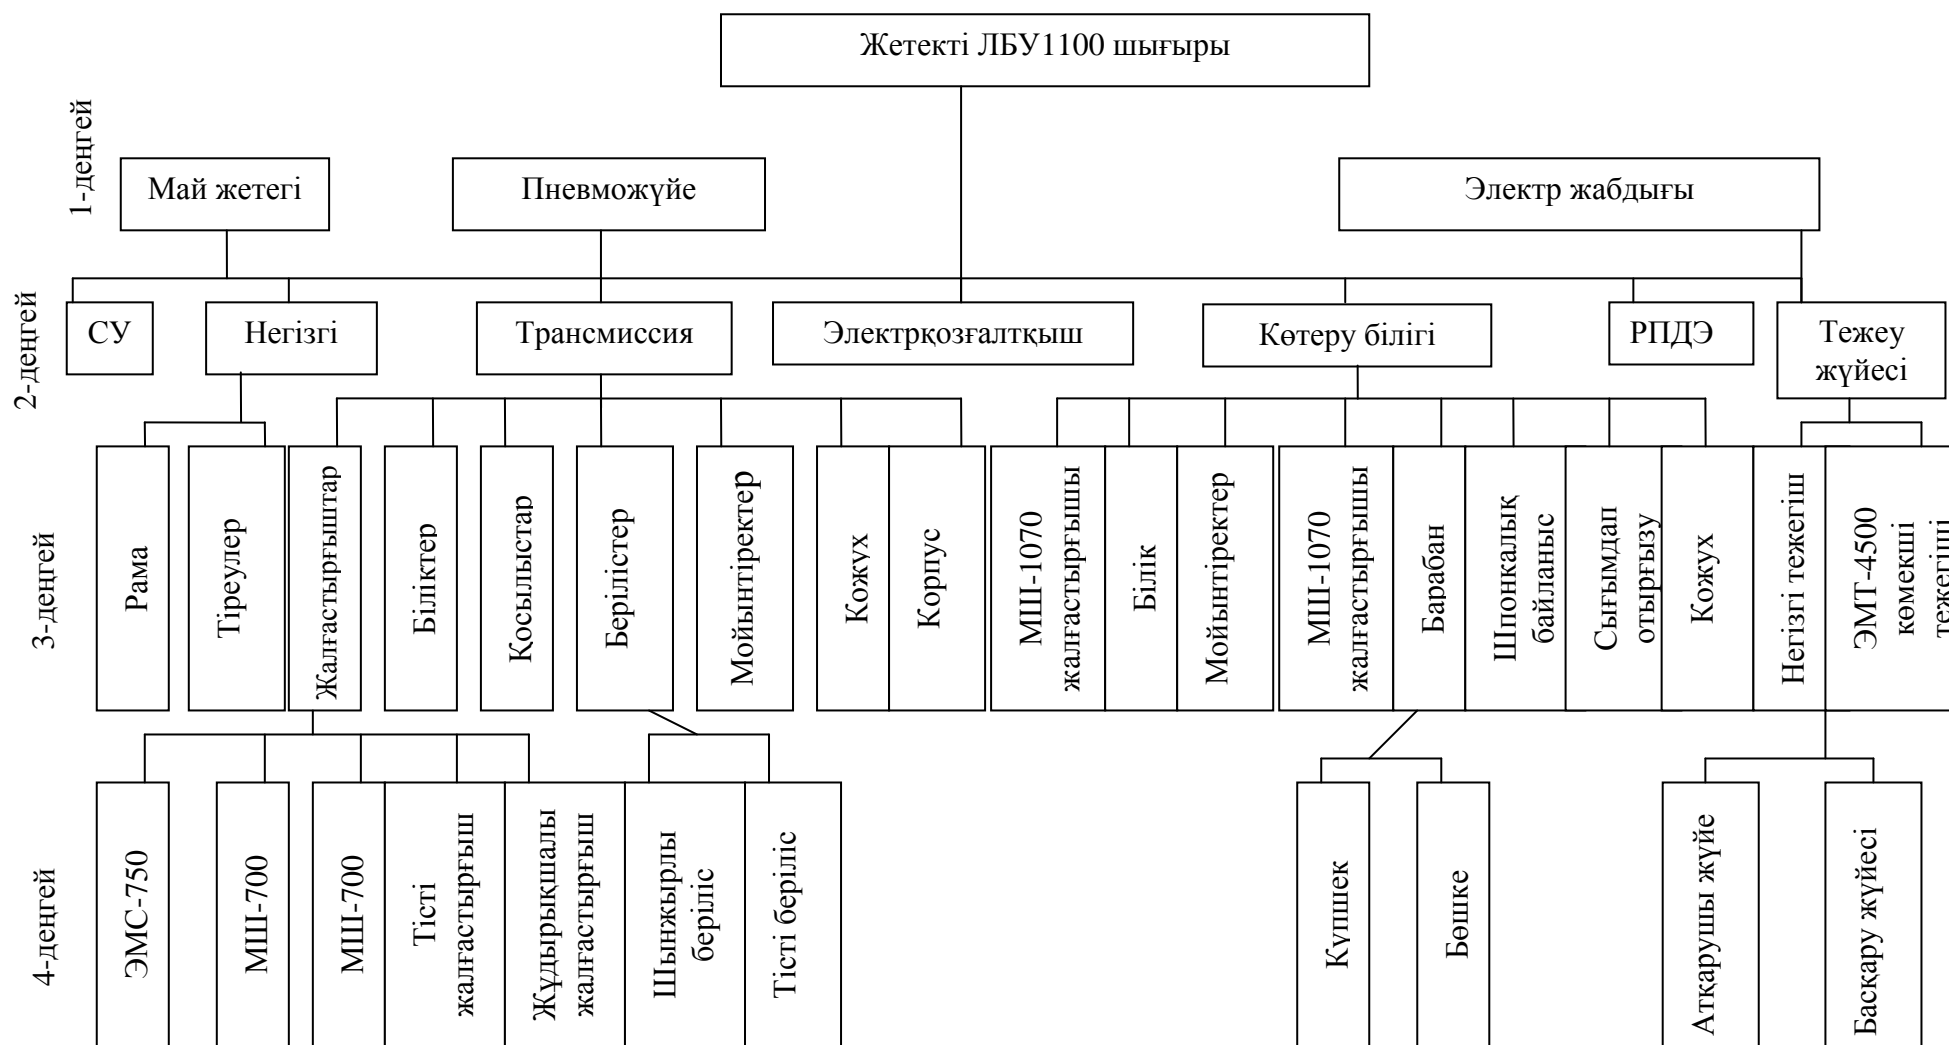 Жетекті ЛБУ1100 шығыры
1-деңгей
Май жетегі
Пневможүйе
Электр жабдығы
2-деңгей
СУ
Негізгі
Трансмиссия
Электрқозғалтқыш
Көтеру білігі
РПДЭ
Тежеу
жүйесі
3-деңгей
Рама
Тіреулер
Жалғастырғыштар
Біліктер
Қосылыстар
Берілістер
Мойынтіректер
Кожух
Корпус
МШ-1070
жалғастырғышы
Білік
Мойынтіректер
МШ-1070
жалғастырғышы
Барабан
Шпонкалық
байланыс
Сығымдап
отырғызу
Кожух
Негізгі тежегіш
ЭМТ-4500
көмекші
тежегіші
4-деңгей
ЭМС-750
МШ-700
МШ-700
Тісті
жалғастырғыш
Жұдырықшалы
жалғастырғыш
Шынжырлы
беріліс
Тісті беріліс
Күпшек
Бөшке
Атқарушы жүйе
Басқару жүйесі